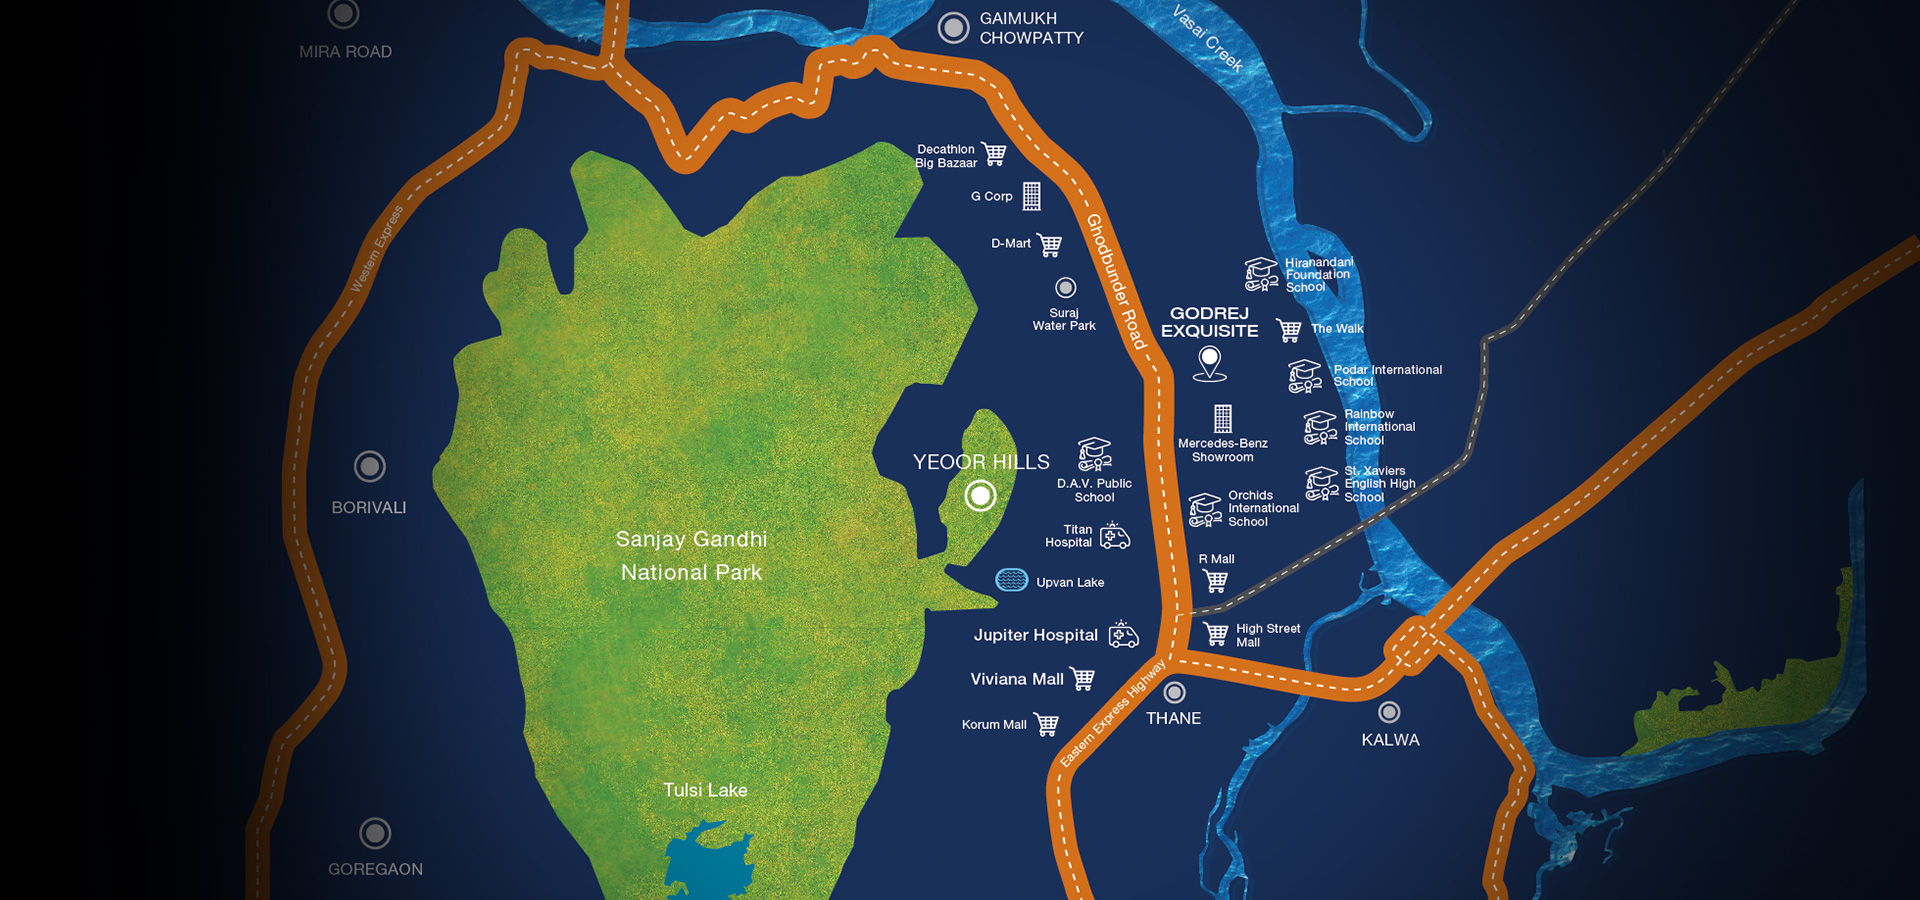 MIRA ROAD
GAIMUKH
CHOWPATTY
Vasai Creek
Decathlon
Big Bazaar
G Corp
D-Mart
Suraj
Water Park
Western Express
Ghodbunder Road
Hiranandani
Foundation
School
GODREJ
EXQUISITE
The Walk
Podar International
School
Rainbow
International
School
Mercedes-Benz
Showroom
St. Xaviers
English High
School
BORIVALI
YEOOR HILLS
D.A.V. Public
School
Orchids
International
School
Titan
Hospital
Sanjay Gandhi
National Park
R Mall
Upvan Lake
Jupiter Hospital
High Street
Mall
Viviana Mall
Eastern Express Highway
Korum Mall
THANE
KALWA
Tulsi Lake
GOREGAON